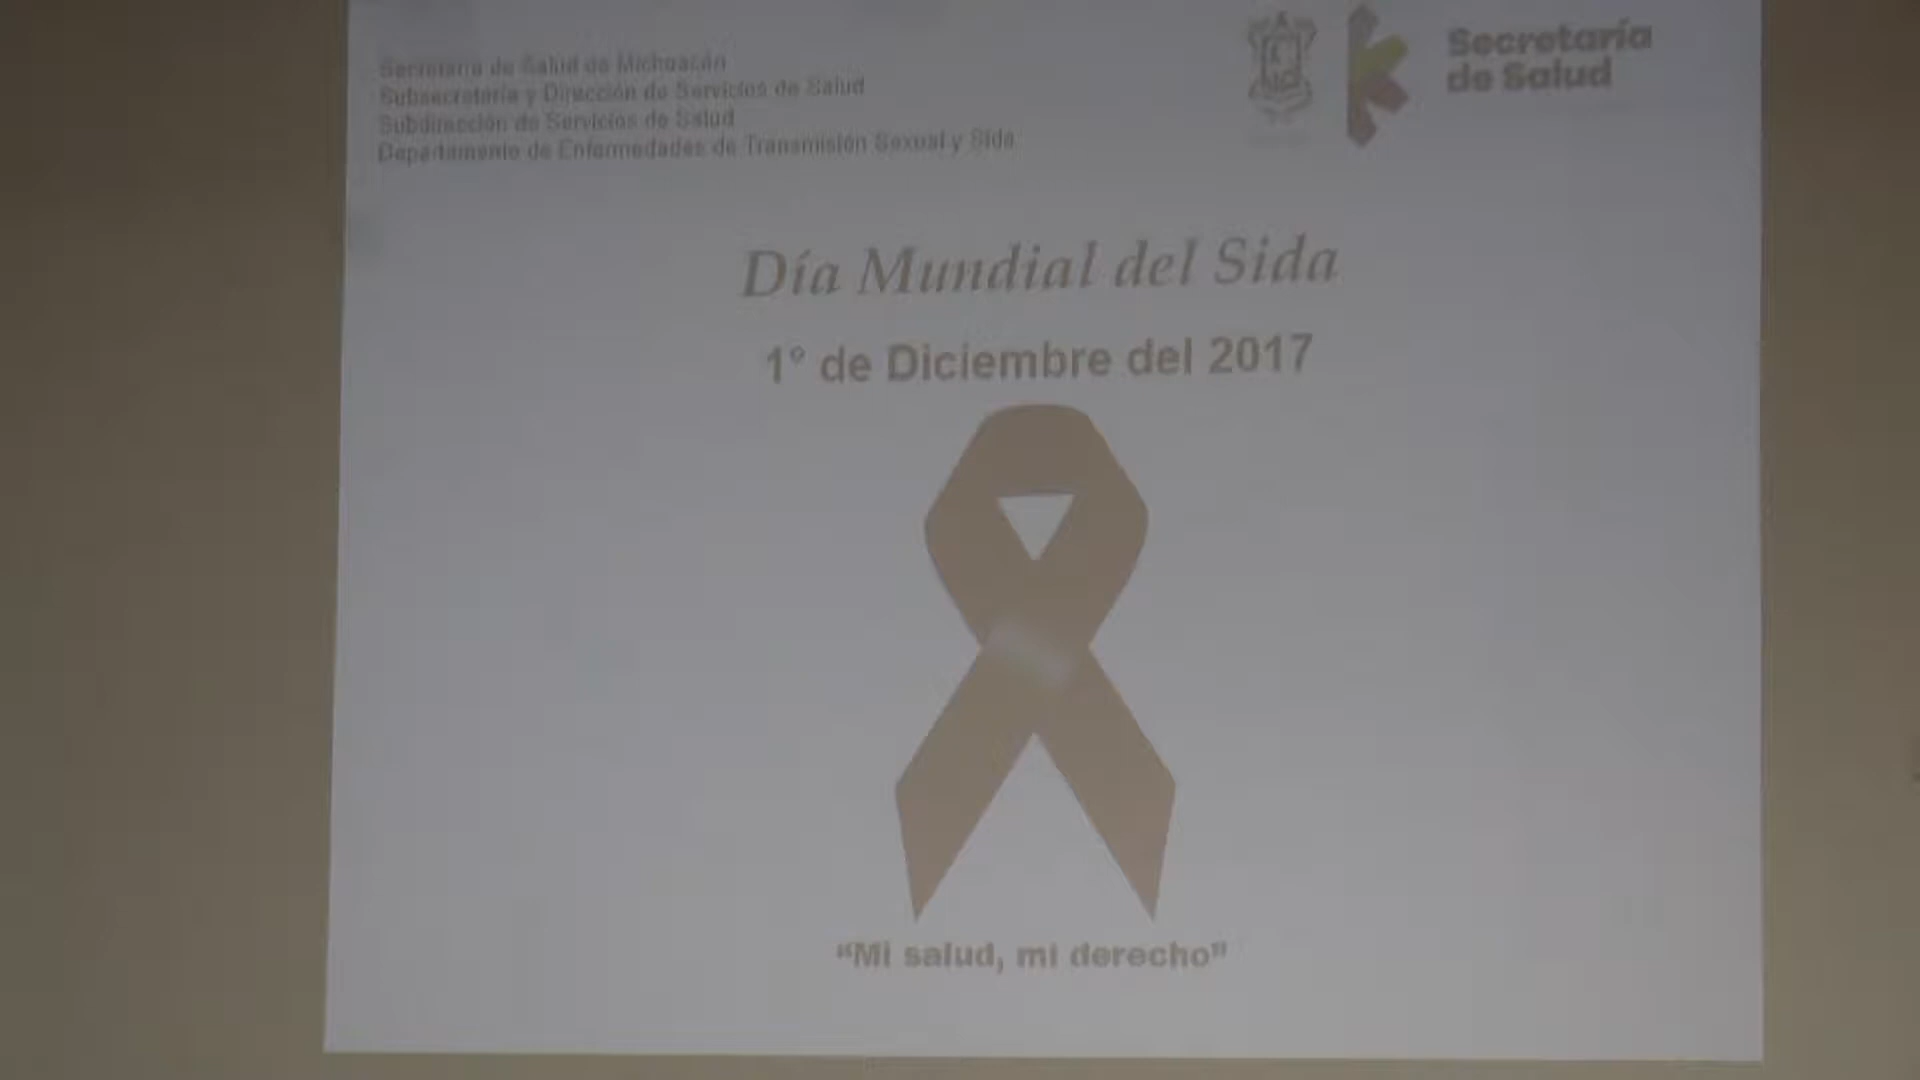 Secretaría de Salud de Michoacán
Subsecretaría y Dirección de Servicios de Salud
Subdirección de Servicios de Salud
Departamento de Enfermedades de Transmisión Sexual y Sida
Secretaría
de Salud
Día Mundial del Sida
1° de Diciembre del 2017
“Mi salud, mi derecho”